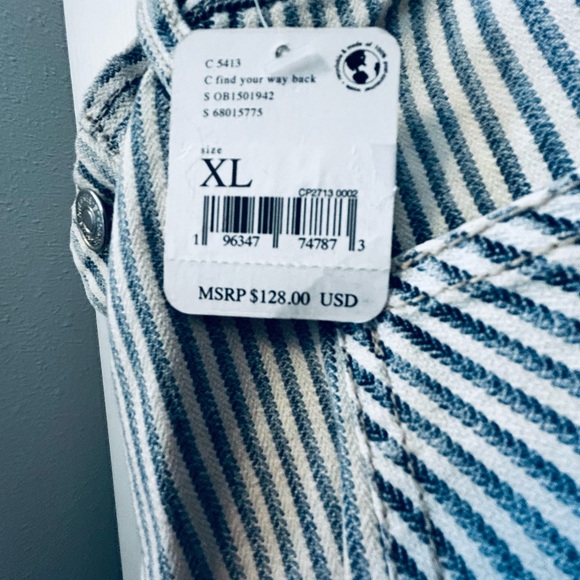 C 5413
C find your way back
S OB1501942
S 68015775
size
XL
CP2713 0002
1 96347 74787 3
MSRP $128.00 USD